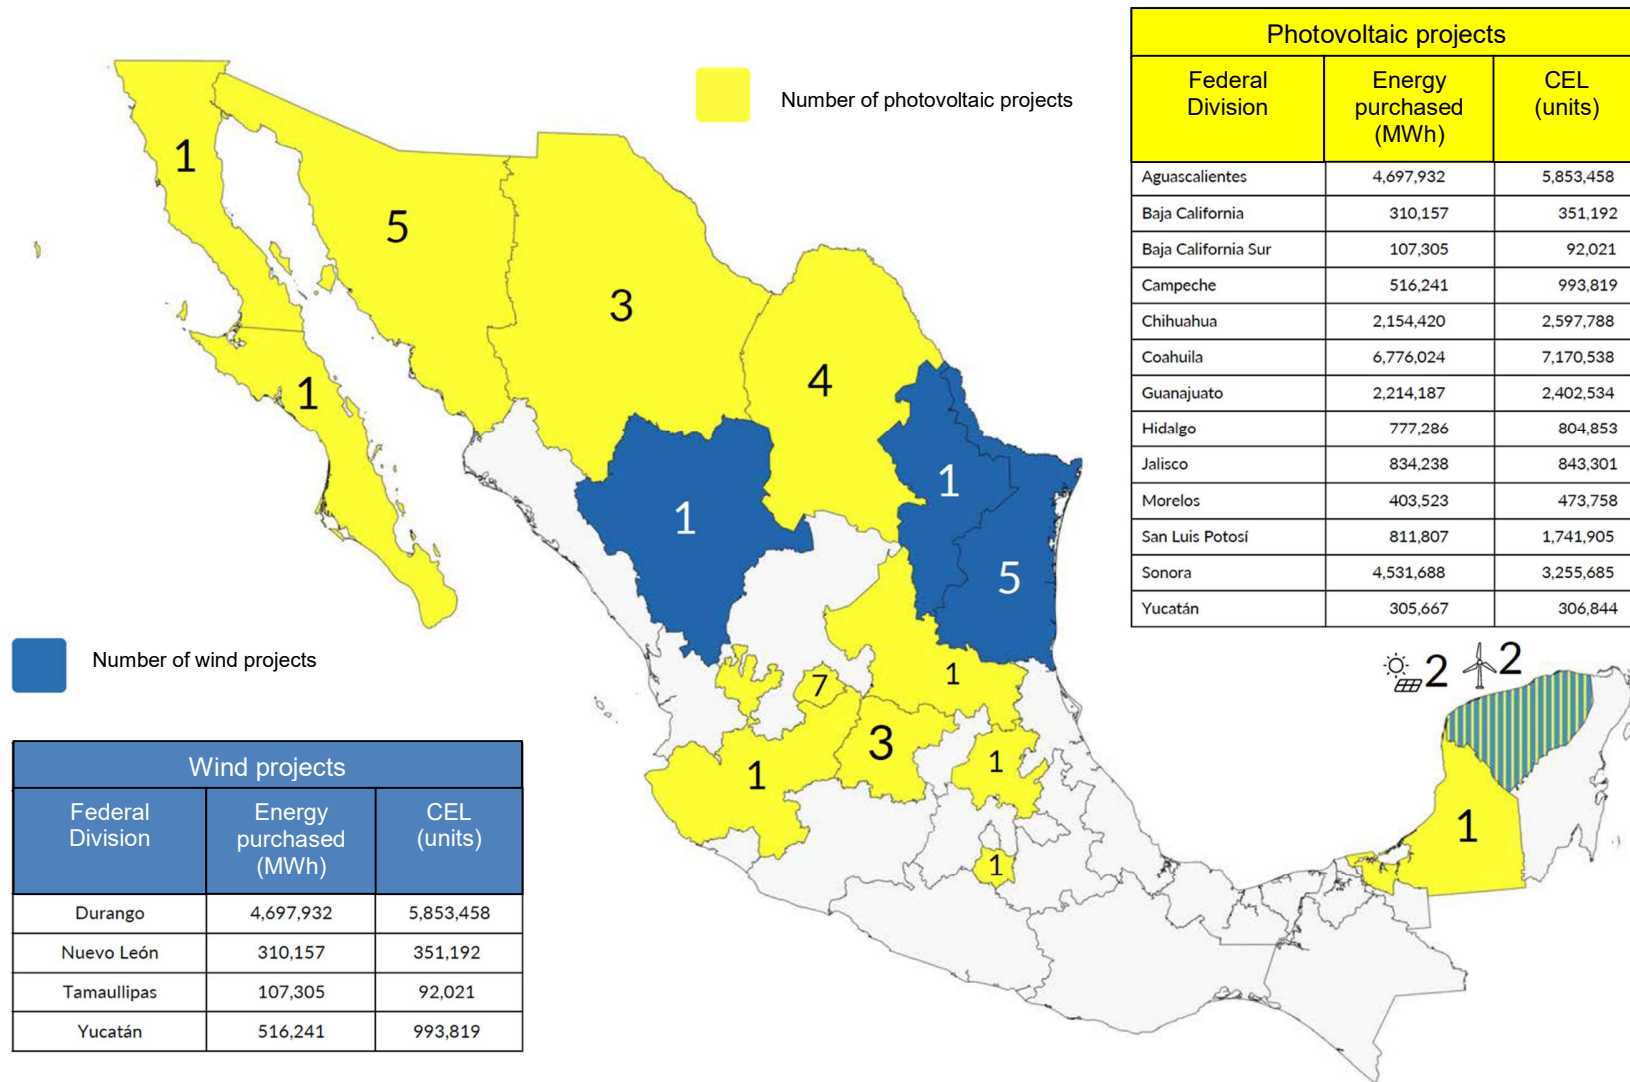 Photovoltaic projects
Federal Division Energy purchased (MWh) CEL (units)
Aguascalientes 4,697,932 5,853,458
Baja California 310,157 351,192
Baja California Sur 107,305 92,021
Campeche 516,241 993,819
Chihuahua 2,154,420 2,597,788
Coahuila 6,776,024 7,170,538
Guanajuato 2,214,187 2,402,534
Hidalgo 777,286 804,853
Jalisco 834,238 843,301
Morelos 403,523 473,758
San Luis Potosí 811,807 1,741,905
Sonora 4,531,688 3,255,685
Yucatán 305,667 306,844
Number of photovoltaic projects
1
5
3
4
1
1
1
5
2 2
1
7
3
1
1
1
1
Number of wind projects
Wind projects
Federal Division Energy purchased (MWh) CEL (units)
Durango 4,697,932 5,853,458
Nuevo León 310,157 351,192
Tamaullipas 107,305 92,021
Yucatán 516,241 993,819